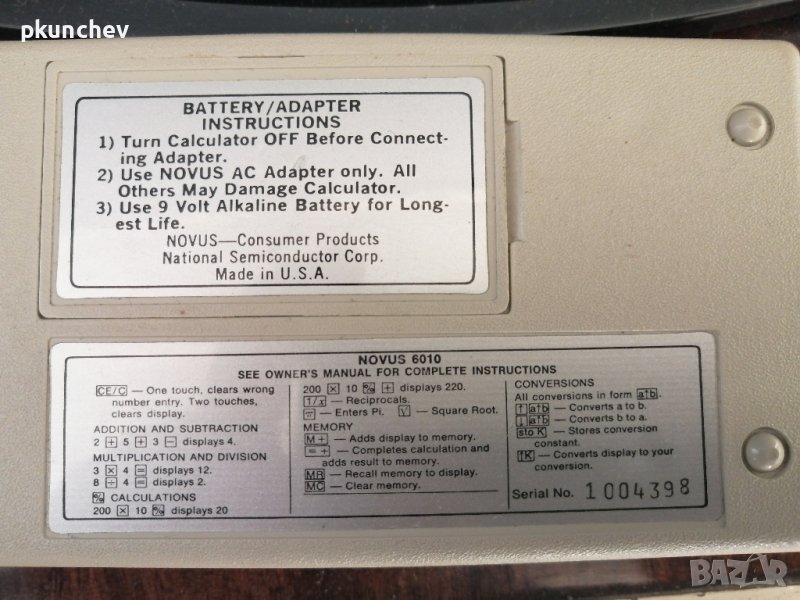 pkunchev
BATTERY/ADAPTER
INSTRUCTIONS
1) Turn Calculator OFF Before Connect-
ing Adapter.
2) Use NOVUS AC Adapter only. All
Others May Damage Calculator.
3) Use 9 Volt Alkaline Battery for Long-
est Life.
NOVUS—Consumer Products
National Semiconductor Corp.
Made in U.S.A.
NOVUS 6010
SEE OWNER'S MANUAL FOR COMPLETE INSTRUCTIONS
CE/C — One touch, clears wrong
number entry. Two touches,
clears display.
ADDITION AND SUBTRACTION
2 + 5 + 3 − displays 4.
MULTIPLICATION AND DIVISION
3 × 4 = displays 12.
8 ÷ 4 = displays 2.
% CALCULATIONS
200 × 10 % displays 20
200 × 10 % + displays 220.
1/x — Reciprocals.
π — Enters Pi. √ — Square Root.
MEMORY
M+ — Adds display to memory.
=+ — Completes calculation and
adds result to memory.
MR — Recall memory to display.
MC — Clear memory.
CONVERSIONS
All conversions in form a↑b.
↑ a↑b — Converts a to b.
↓ a↑b — Converts b to a.
sto K — Stores conversion
constant.
↑K — Converts display to your
conversion.
Serial No. 1004398
BAZAR